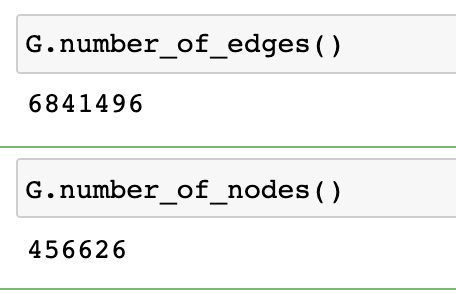 G.number_of_edges()
6841496
G.number_of_nodes()
456626